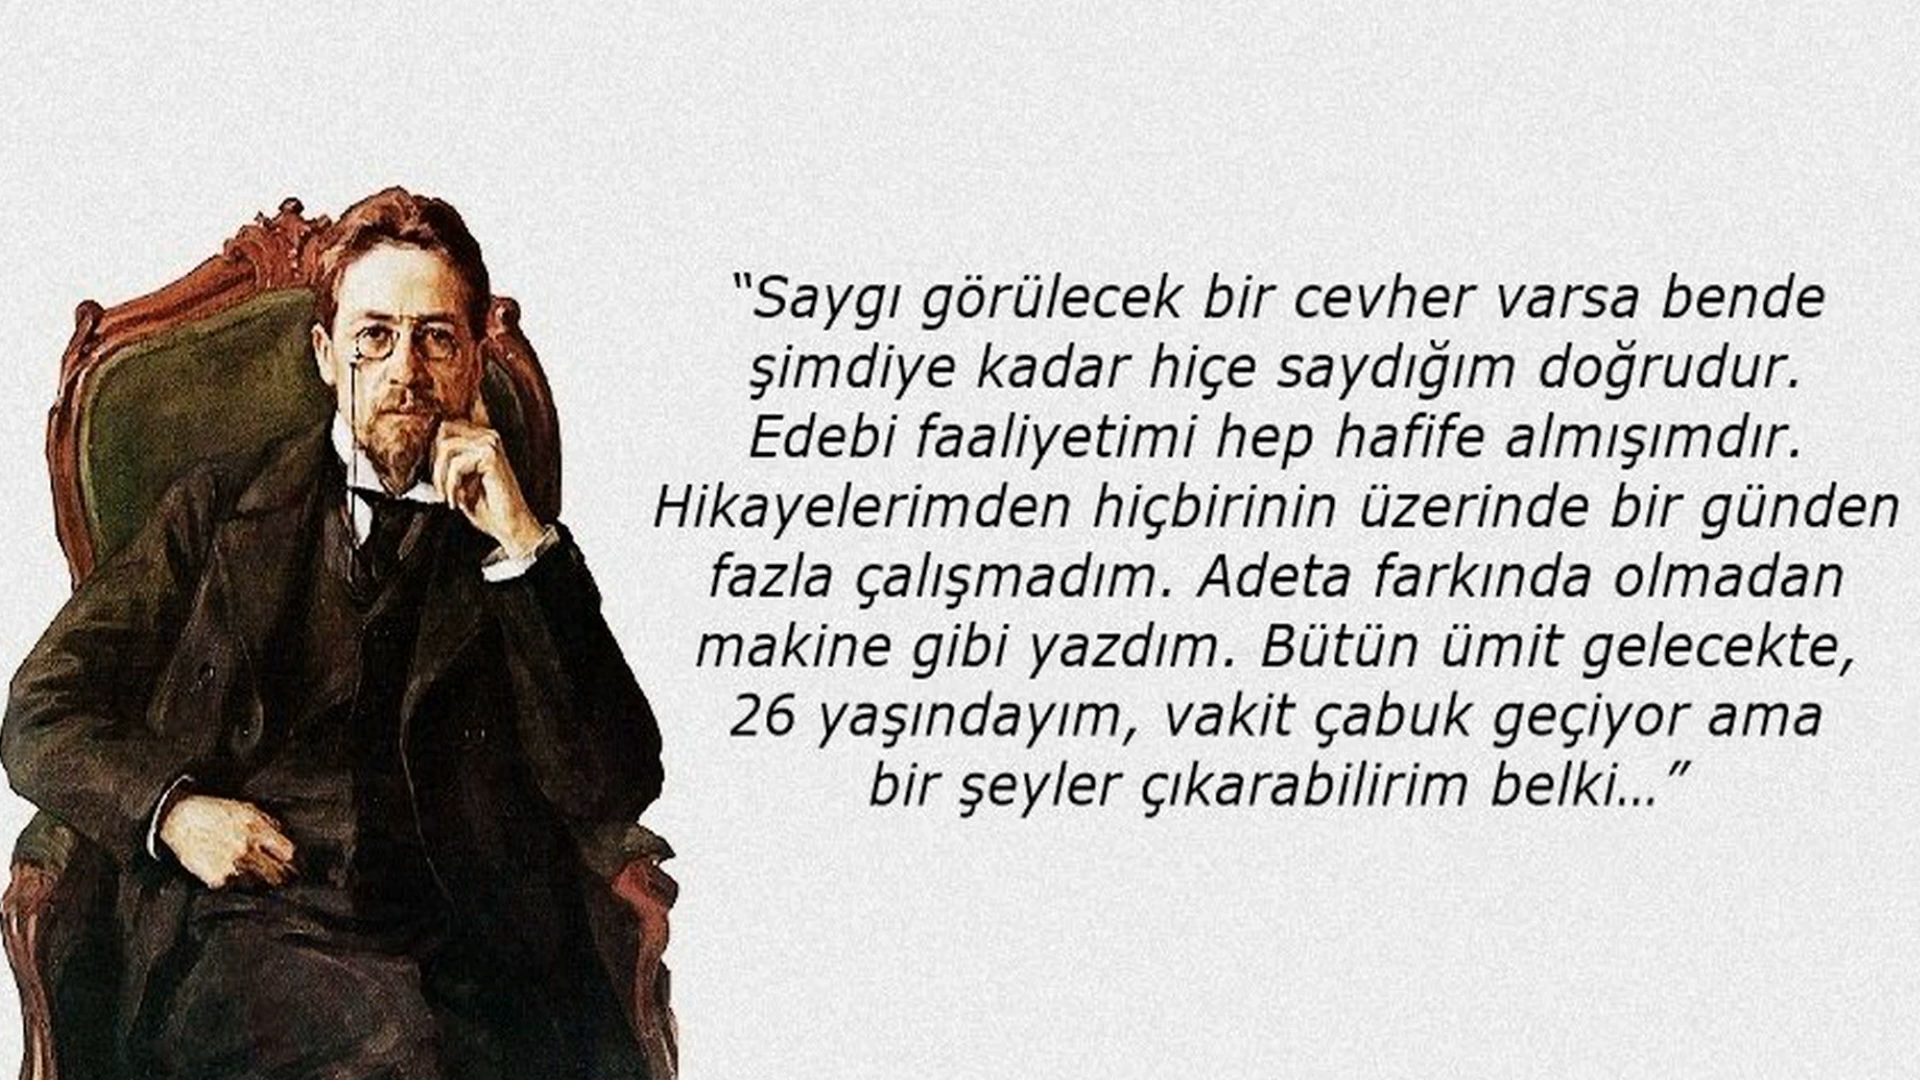 “Saygı görülecek bir cevher varsa bende
şimdiye kadar hiçe saydığım doğrudur.
Edebi faaliyetimi hep hafife almışımdır.
Hikayelerimden hiçbirinin üzerinde bir günden
fazla çalışmadım. Adeta farkında olmadan
makine gibi yazdım. Bütün ümit gelecekte,
26 yaşındayım, vakit çabuk geçiyor ama
bir şeyler çıkarabilirim belki...”